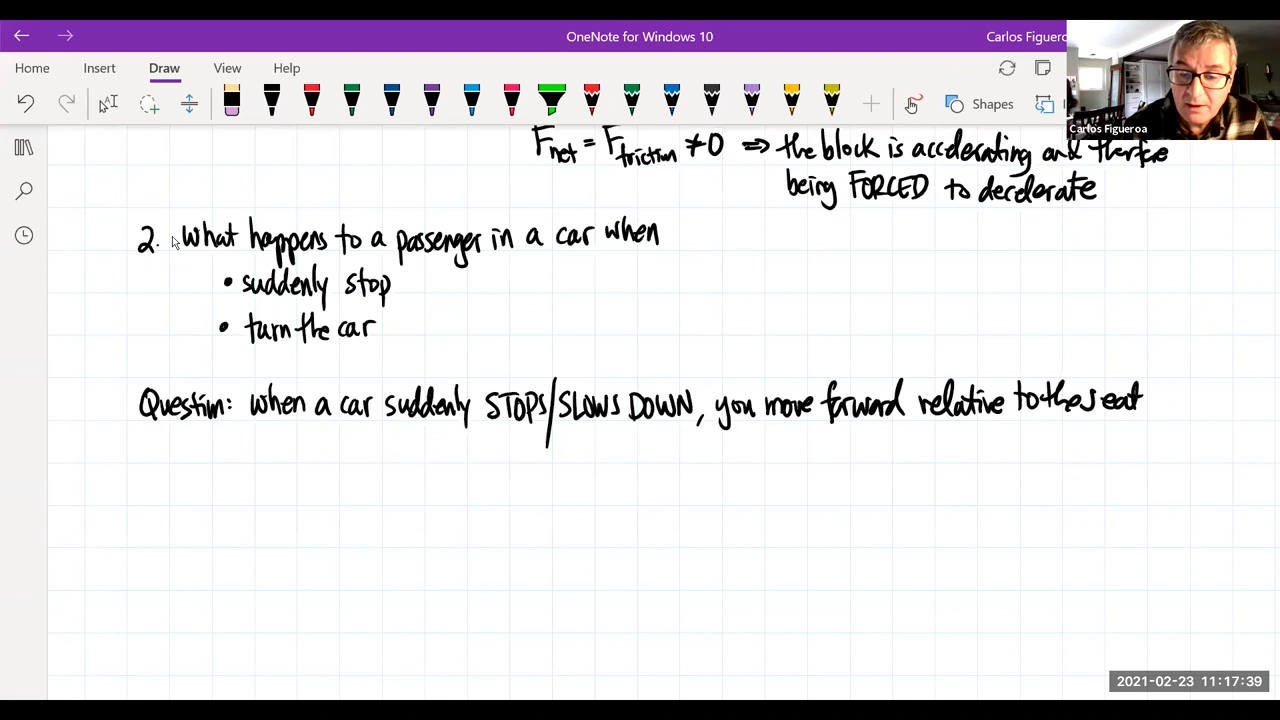 OneNote for Windows 10
Carlos Figuero
Home Insert Draw View Help
Shapes
Carlos Figueroa
Fnet = Ffriction ≠ 0 ⇒ the block is accelerating and therfore
being FORCED to decelerate
2. What happens to a passenger in a car when
• suddenly stop
• turn the car
Question: when a car suddenly STOPS/SLOWS DOWN, you move forward relative to the seat
2021-02-23 11:17:39